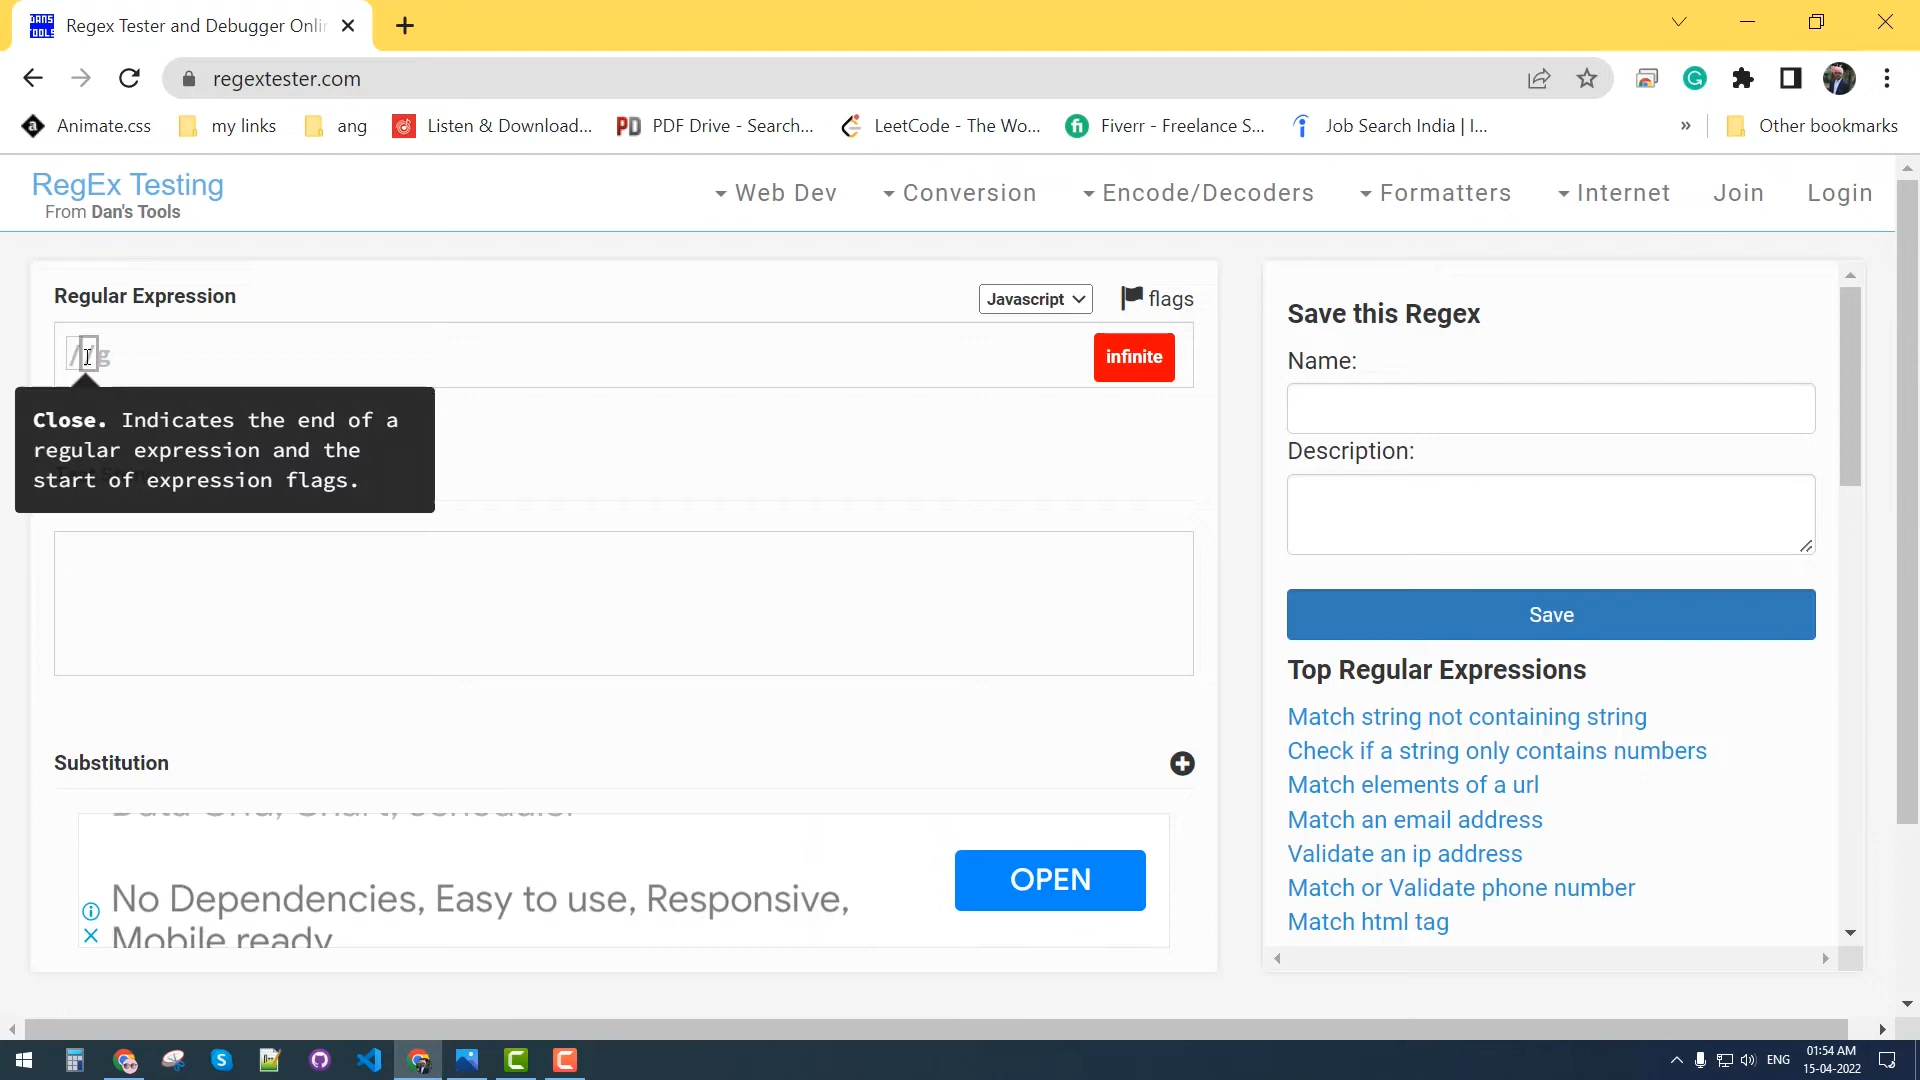 DANS TOOLS
Regex Tester and Debugger Onlin
regextester.com
Animate.css
my links
ang
Listen & Download...
PDF Drive - Search...
LeetCode - The Wo...
Fiverr - Freelance S...
Job Search India | I...
»
Other bookmarks
RegEx Testing
From Dan's Tools
Web Dev
Conversion
Encode/Decoders
Formatters
Internet
Join
Login
Regular Expression
Javascript
flags
//g
infinite
Close. Indicates the end of a
regular expression and the
start of expression flags.
Substitution
No Dependencies, Easy to use, Responsive,
Mobile ready
OPEN
Save this Regex
Name:
Description:
Save
Top Regular Expressions
Match string not containing string
Check if a string only contains numbers
Match elements of a url
Match an email address
Validate an ip address
Match or Validate phone number
Match html tag
ENG
01:54 AM
15-04-2022